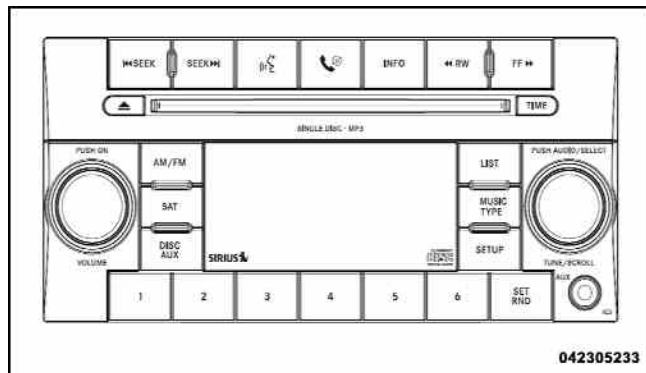 SEEK
SEEK
INFO
RW
FF
TIME
SINGLE DISC - MP3
PUSH ON
VOLUME
AM/FM
SAT
DISC
AUX
SIRIUS
LIST
MUSIC
TYPE
SETUP
PUSH AUDIO/SELECT
TUNE/SCROLL
AUX
1
2
3
4
5
6
SET
RND
042305233